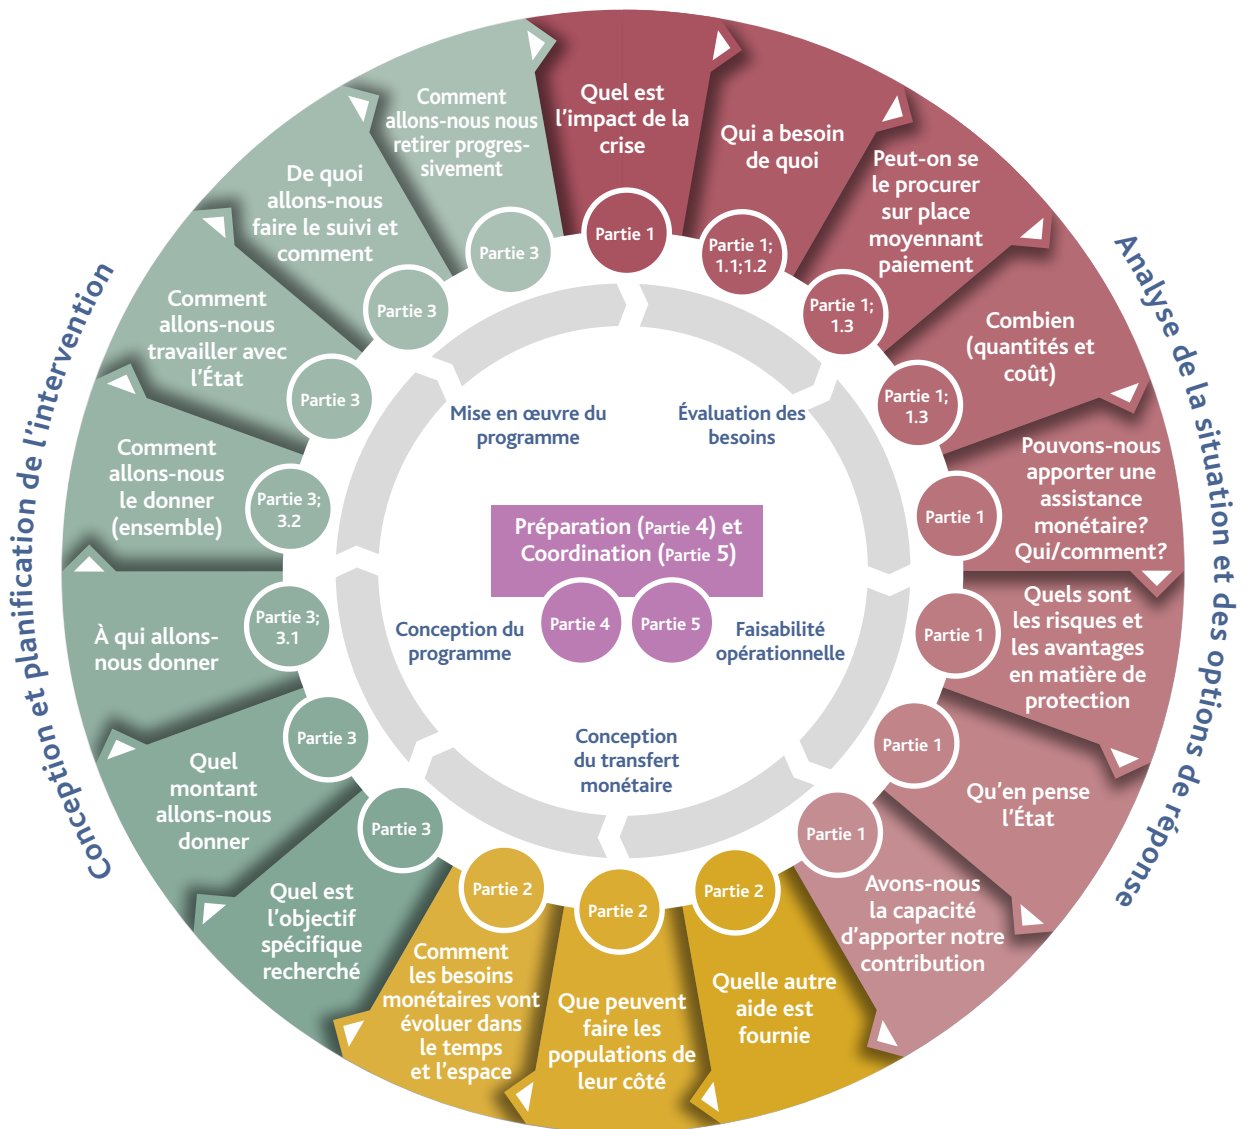 Quel est
l'impact de la
crise
Partie 1
Qui a besoin
de quoi
Partie 1;
1.1;1.2
Peut-on se
le procurer
sur place
moyennant
paiement
Partie 1;
1.3
Combien
(quantités et
coût)
Partie 1;
1.3
Pouvons-nous
apporter une
assistance
monétaire?
Qui/comment?
Partie 1
Quels sont
les risques et
les avantages
en matière de
protection
Partie 1
Qu'en pense
l'État
Partie 1
Avons-nous
la capacité
d'apporter notre
contribution
Partie 1
Quelle autre
aide est
fournie
Partie 2
Que peuvent
faire les
populations de
leur côté
Partie 2
Comment
les besoins
monétaires vont
évoluer dans
le temps
et l'espace
Partie 2
Quel est
l'objectif
spécifique
recherché
Partie 3
Quel
montant
allons-nous
donner
Partie 3
À qui allons-
nous donner
Partie 3;
3.1
Comment
allons-nous
le donner
(ensemble)
Partie 3;
3.2
Comment
allons-nous
travailler avec
l'État
Partie 3
De quoi
allons-nous
faire le suivi et
comment
Partie 3
Comment
allons-nous nous
retirer progres-
sivement
Partie 3
Analyse de la situation et des options de réponse
Conception et planification de l'intervention
Mise en œuvre du
programme
Évaluation des
besoins
Préparation (Partie 4) et
Coordination (Partie 5)
Partie 4
Partie 5
Conception du
programme
Faisabilité
opérationnelle
Conception
du transfert
monétaire